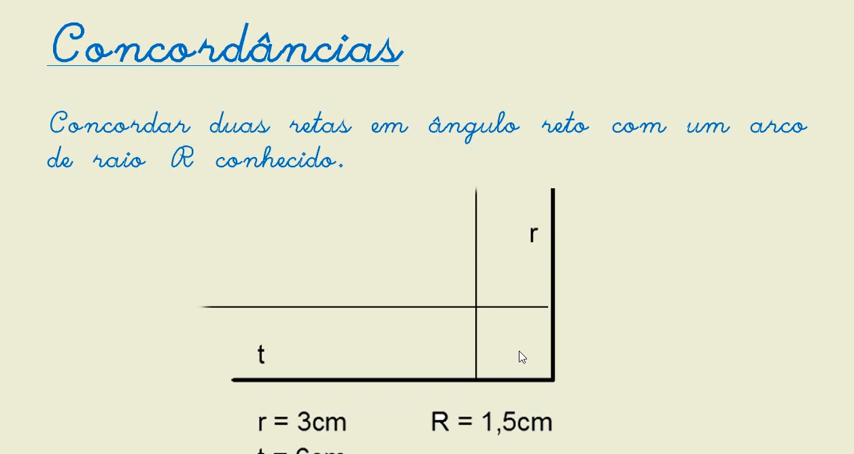 Concordâncias
Concordar duas retas em ângulo reto com um arco
de raio R conhecido.
r
t
r = 3cm R = 1,5cm